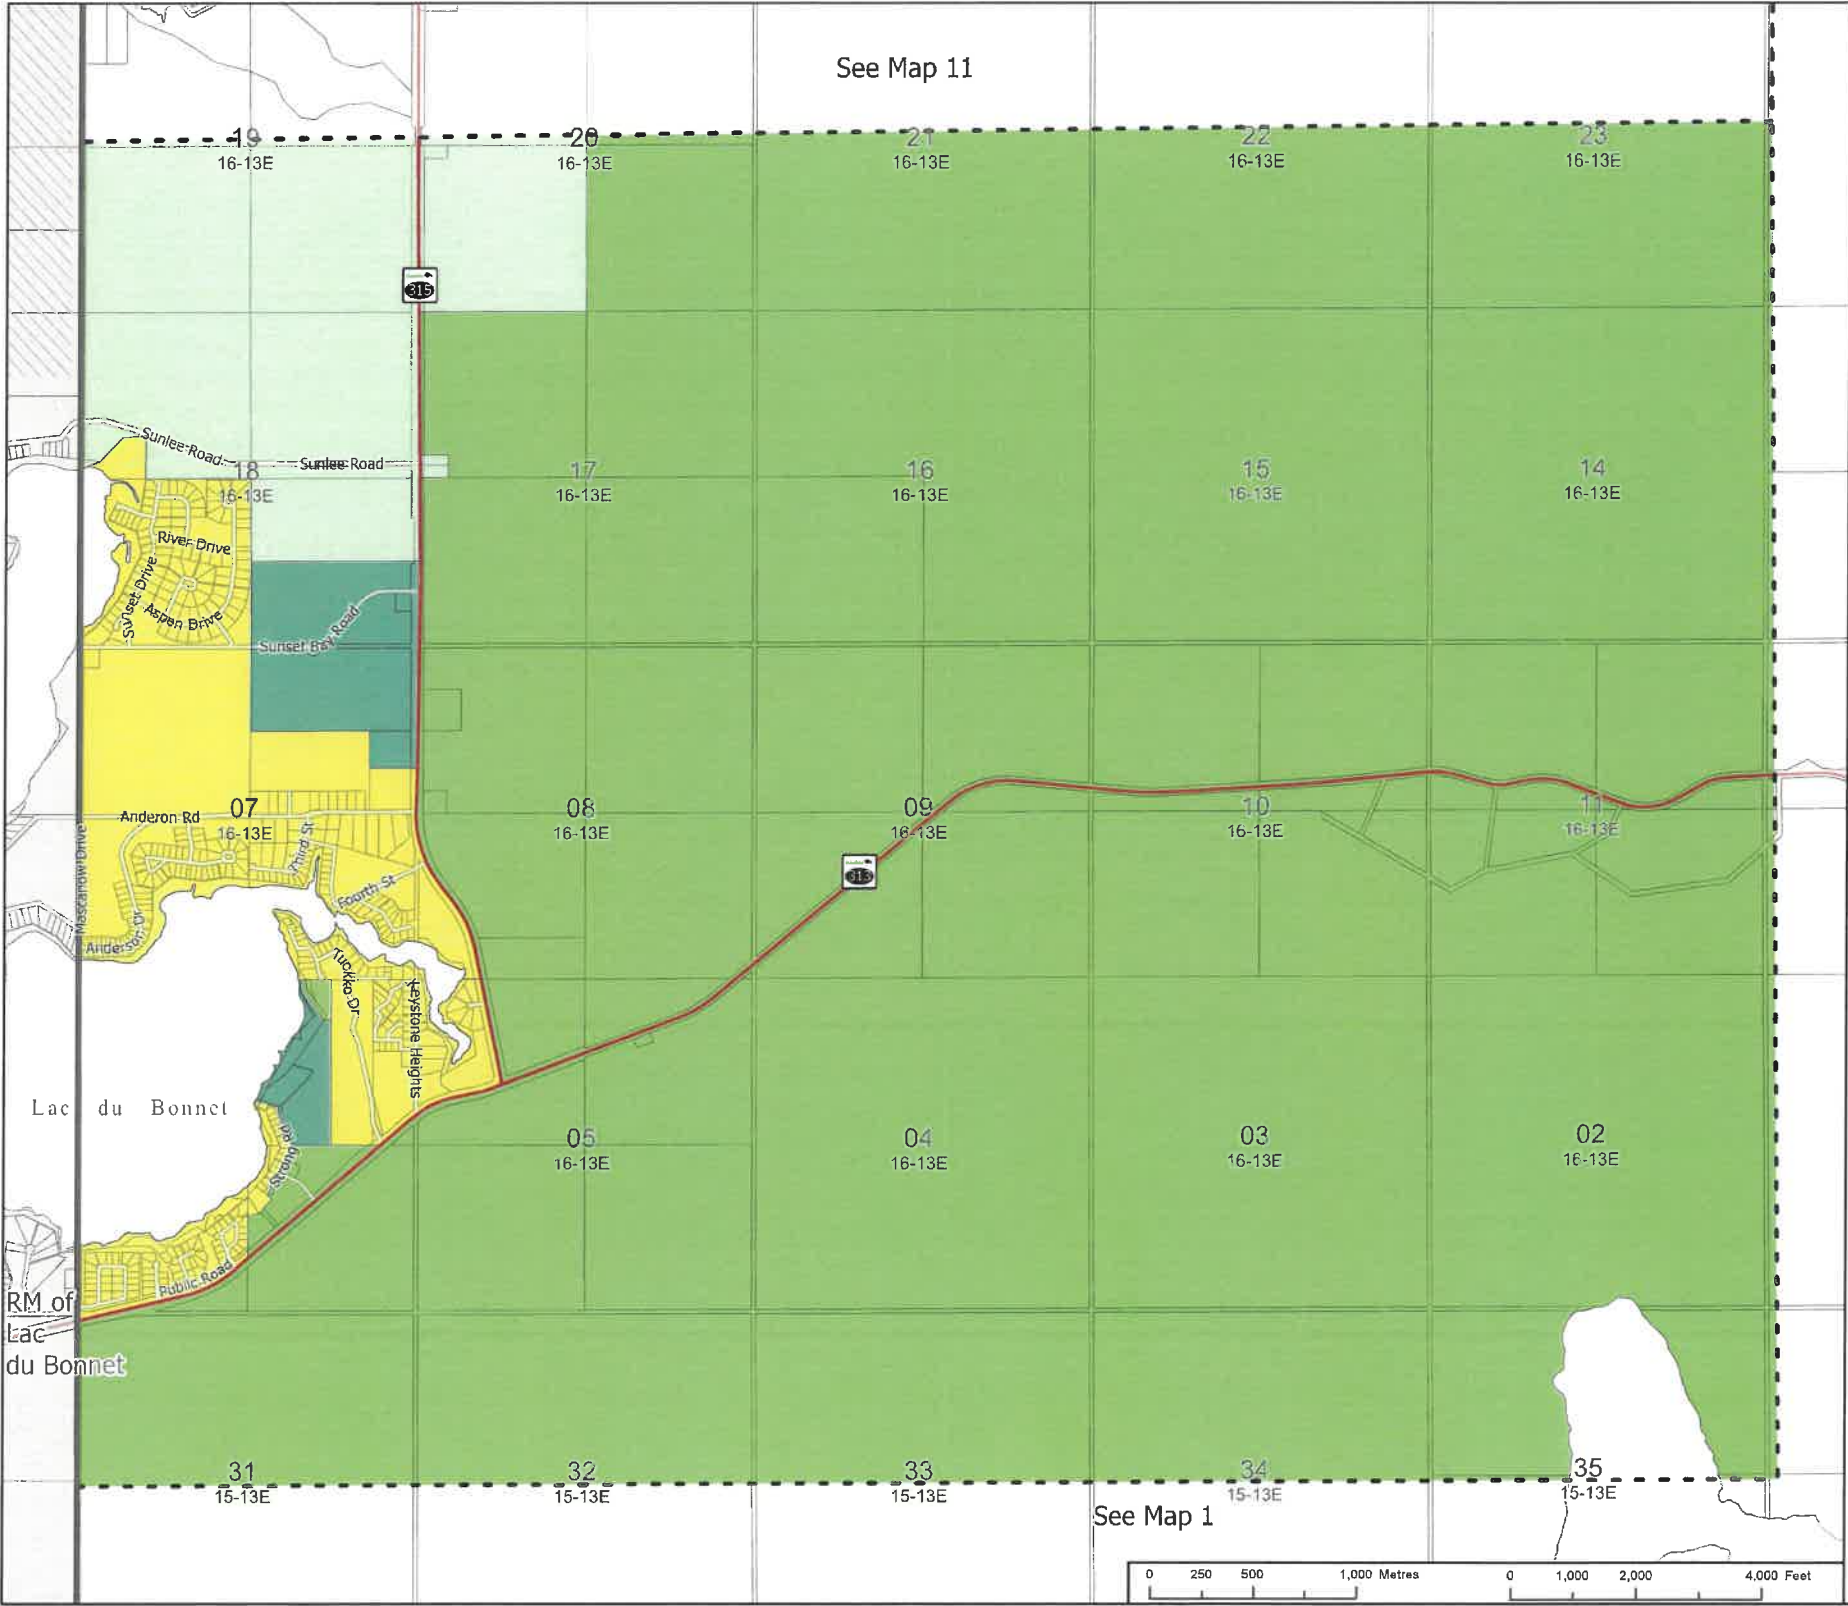 See Map 11
19
16-13E
20
16-13E
21
16-13E
22
16-13E
23
16-13E
315
Sunlee Road
Sunlee Road
18
16-13E
17
16-13E
16
16-13E
15
16-13E
14
16-13E
River Drive
Sunset Drive
Aspen Drive
Sunset Bay Road
Anderon Rd
07
16-13E
08
16-13E
09
16-13E
10
16-13E
11
16-13E
Mascanow Drive
Third St
313
Fourth St
Anderson Dr
Tuokko Dr
Keystone Heights
Lac du Bonnet
Strong Rd
05
16-13E
04
16-13E
03
16-13E
02
16-13E
Public Road
RM of
Lac
du Bonnet
31
15-13E
32
15-13E
33
15-13E
34
15-13E
35
15-13E
See Map 1
0 250 500 1,000 Metres
0 1,000 2,000 4,000 Feet